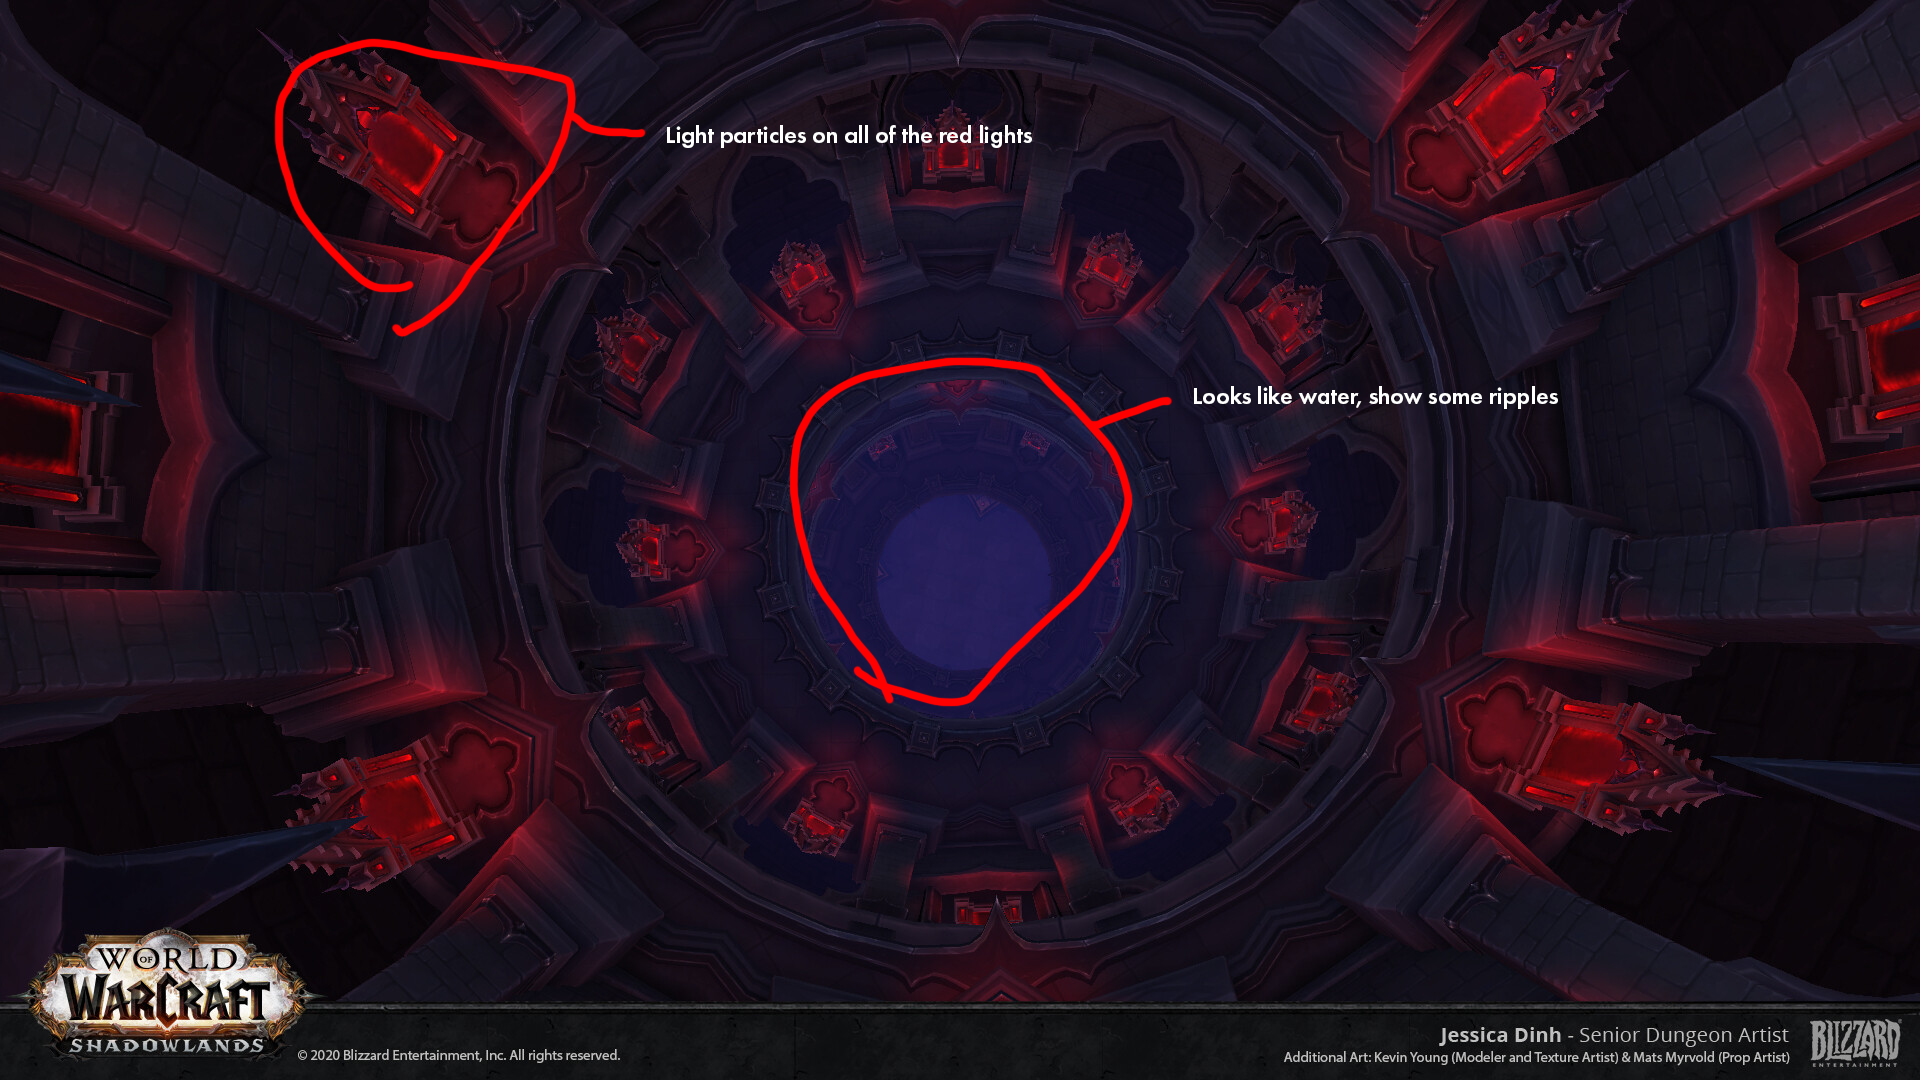 Light particles on all of the red lights
Looks like water, show some ripples
WORLD
OF
WARCRAFT
SHADOWLANDS
© 2020 Blizzard Entertainment, Inc. All rights reserved.
Jessica Dinh - Senior Dungeon Artist
Additional Art: Kevin Young (Modeler and Texture Artist) & Mats Myrvold (Prop Artist)
BLIZZARD
ENTERTAINMENT